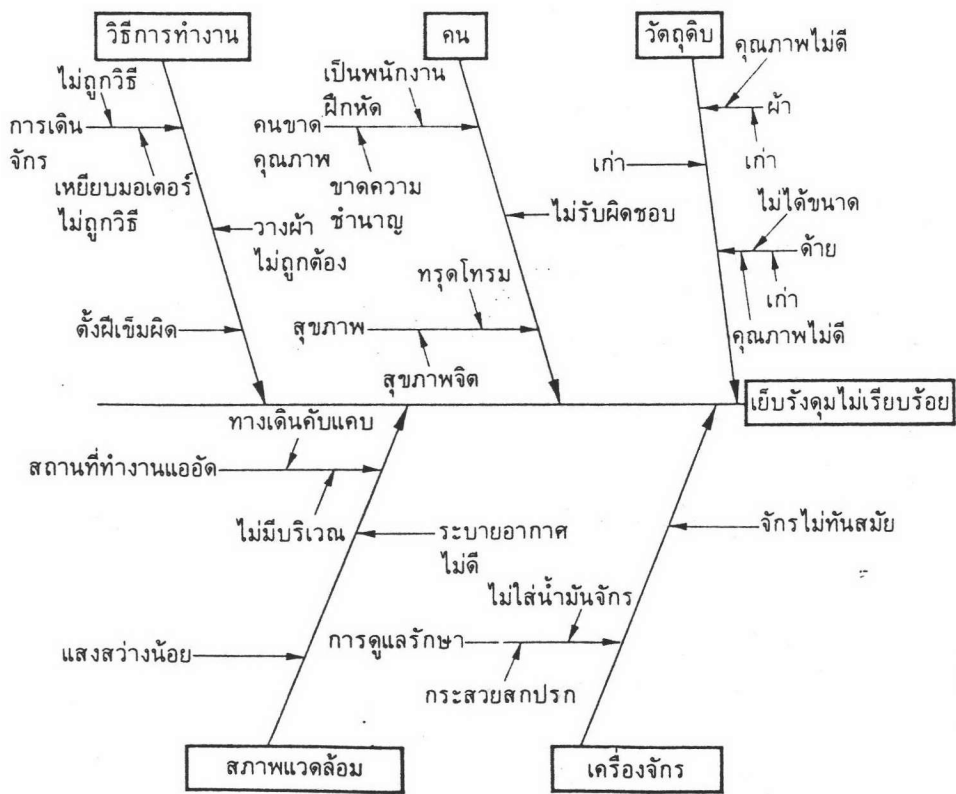 วิธีการทำงาน
คน
วัตถุดิบ
ไม่ถูกวิธี
การเดิน
จักร
เหยียบมอเตอร์
ไม่ถูกวิธี
วางผ้า
ไม่ถูกต้อง
ตั้งฝีเข็มผิด
เป็นพนักงาน
ฝึกหัด
คนขาด
คุณภาพ
ขาดความ
ชำนาญ
ไม่รับผิดชอบ
ทรุดโทรม
สุขภาพ
สุขภาพจิต
คุณภาพไม่ดี
ผ้า
เก่า
เก่า
ไม่ได้ขนาด
ด้าย
เก่า
คุณภาพไม่ดี
เย็บรังดุมไม่เรียบร้อย
ทางเดินคับแคบ
สถานที่ทำงานแออัด
ไม่มีบริเวณ
ระบายอากาศ
ไม่ดี
แสงสว่างน้อย
จักรไม่ทันสมัย
ไม่ใส่น้ำมันจักร
การดูแลรักษา
กระสวยสกปรก
สภาพแวดล้อม
เครื่องจักร